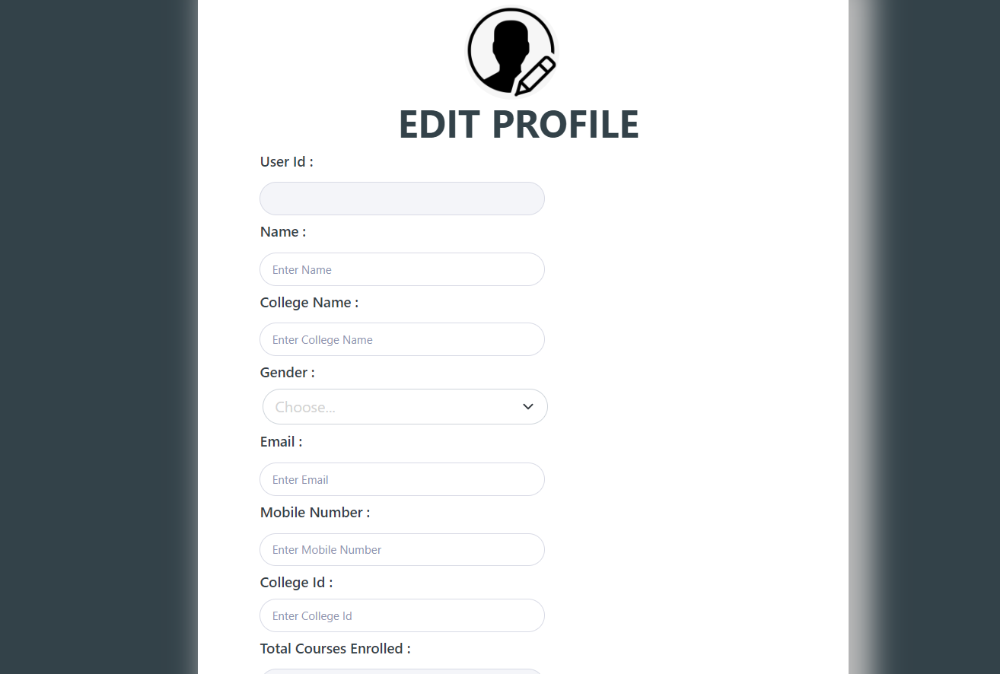 EDIT PROFILE
User Id :
Name :
Enter Name
College Name :
Enter College Name
Gender :
Choose...
Email :
Enter Email
Mobile Number :
Enter Mobile Number
College Id :
Enter College Id
Total Courses Enrolled :